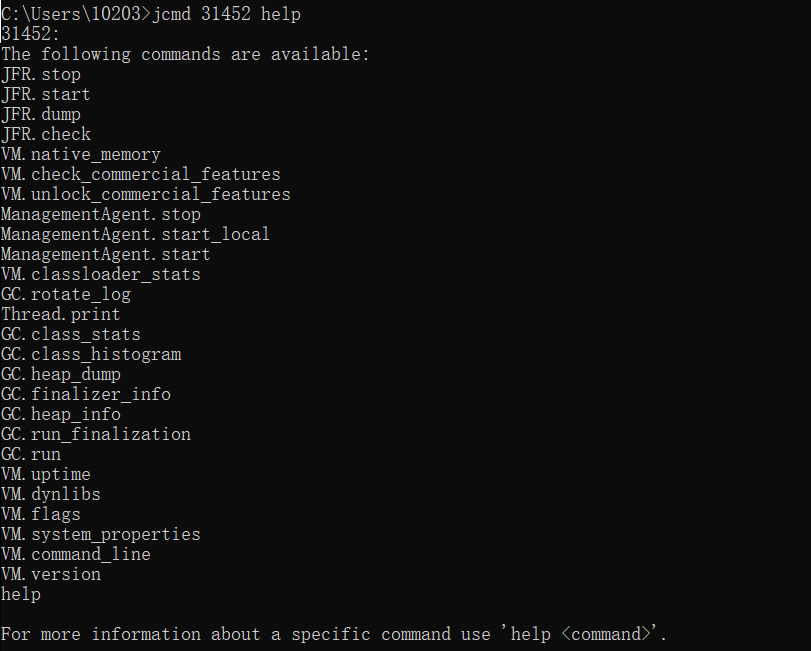 C:\Users\10203>jcmd 31452 help
31452:
The following commands are available:
JFR.stop
JFR.start
JFR.dump
JFR.check
VM.native_memory
VM.check_commercial_features
VM.unlock_commercial_features
ManagementAgent.stop
ManagementAgent.start_local
ManagementAgent.start
VM.classloader_stats
GC.rotate_log
Thread.print
GC.class_stats
GC.class_histogram
GC.heap_dump
GC.finalizer_info
GC.heap_info
GC.run_finalization
GC.run
VM.uptime
VM.dynlibs
VM.flags
VM.system_properties
VM.command_line
VM.version
help
For more information about a specific command use 'help <command>'.